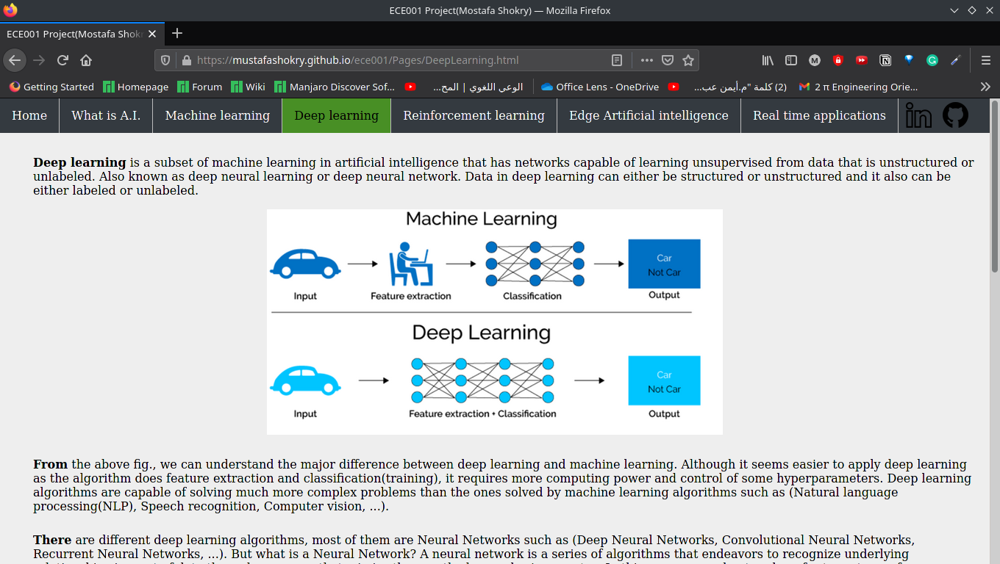 ECE001 Project(Mostafa Shokry) — Mozilla Firefox
ECE001 Project(Mostafa Shokr
https://mustafashokry.github.io/ece001/Pages/DeepLearning.html
Getting Started Homepage Forum Wiki Manjaro Discover Sof... الوعي اللغوي | المح... Office Lens - OneDrive (2) كلمة "م.أيمن عب... 2 π Engineering Orie...
Home What is A.I. Machine learning Deep learning Reinforcement learning Edge Artificial intelligence Real time applications in
Deep learning is a subset of machine learning in artificial intelligence that has networks capable of learning unsupervised from data that is unstructured or
unlabeled. Also known as deep neural learning or deep neural network. Data in deep learning can either be structured or unstructured and it also can be
either labeled or unlabeled.
Machine Learning
Car
Not Car
Input Feature extraction Classification Output
Deep Learning
Car
Not Car
Input Feature extraction + Classification Output
From the above fig., we can understand the major difference between deep learning and machine learning. Although it seems easier to apply deep learning
as the algorithm does feature extraction and classification(training), it requires more computing power and control of some hyperparameters. Deep learning
algorithms are capable of solving much more complex problems than the ones solved by machine learning algorithms such as (Natural language
processing(NLP), Speech recognition, Computer vision, ...).
There are different deep learning algorithms, most of them are Neural Networks such as (Deep Neural Networks, Convolutional Neural Networks,
Recurrent Neural Networks, ...). But what is a Neural Network? A neural network is a series of algorithms that endeavors to recognize underlying